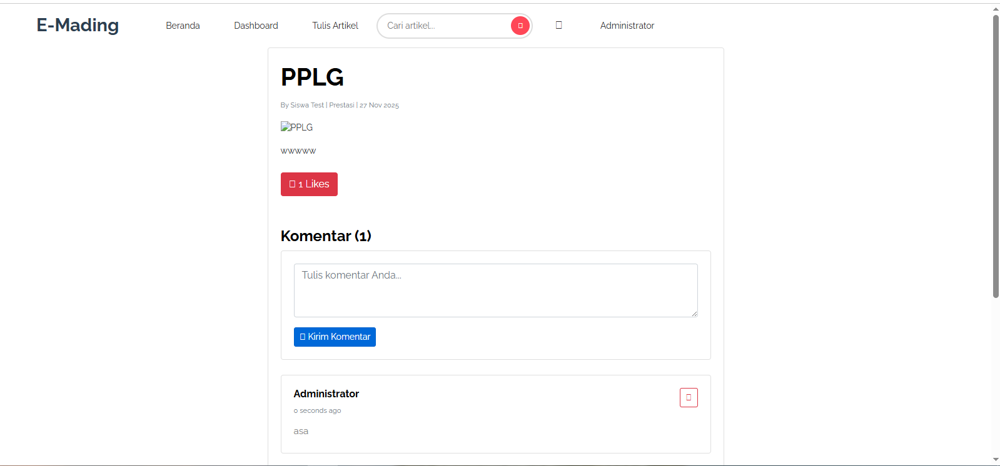 E-Mading
Beranda
Dashboard
Tulis Artikel
Cari artikel...
Administrator
PPLG
By Siswa Test | Prestasi | 27 Nov 2025
PPLG
wwwww
1 Likes
Komentar (1)
Tulis komentar Anda...
Kirim Komentar
Administrator
0 seconds ago
asa